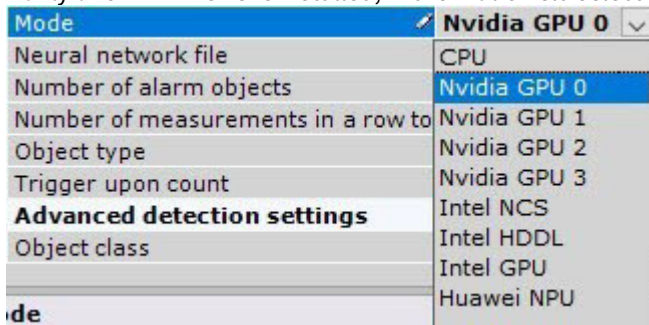 Mode Nvidia GPU 0
Neural network file CPU
Number of alarm objects Nvidia GPU 0
Number of measurements in a row to Nvidia GPU 1
Object type Nvidia GPU 2
Trigger upon count Nvidia GPU 3
Advanced detection settings Intel NCS
Object class Intel HDDL
Intel GPU
Huawei NPU
de